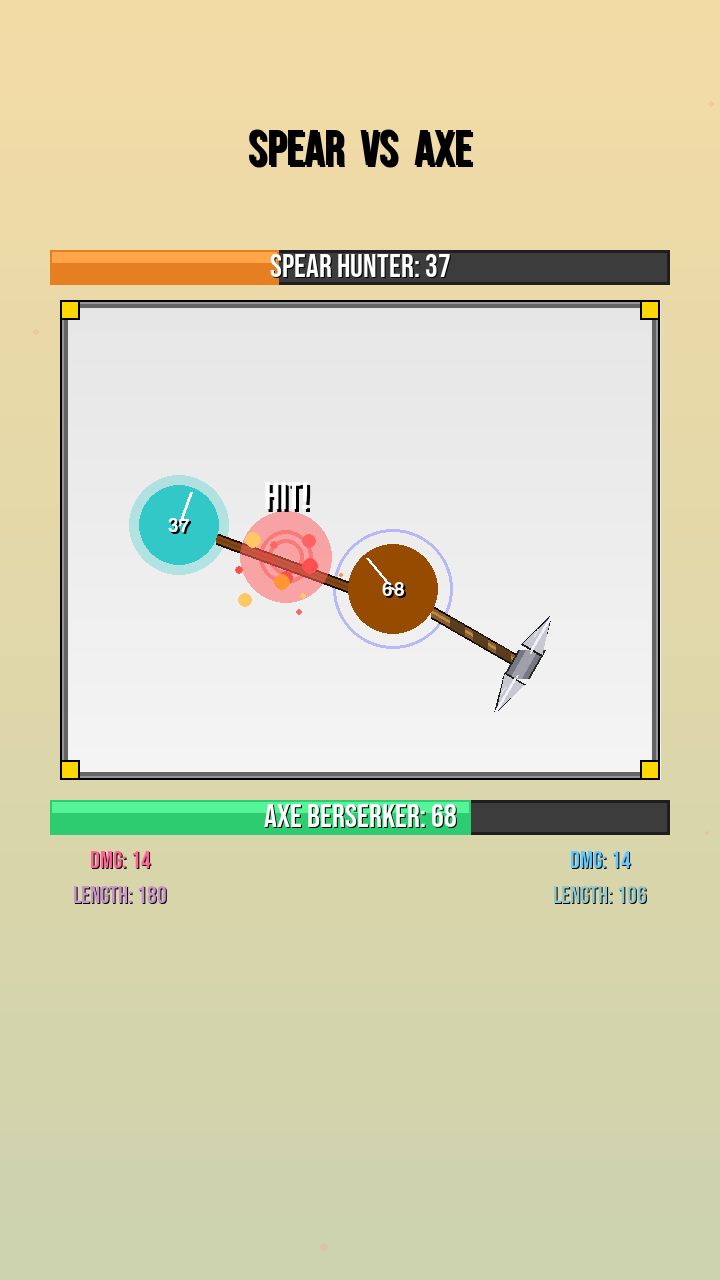 SPEAR VS AXE
SPEAR HUNTER: 37
HIT!
37
68
AXE BERSERKER: 68
DMG: 14
DMG: 14
LENGTH: 180
LENGTH: 106